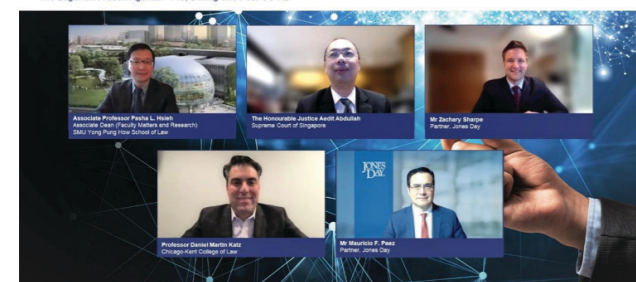 Associate Professor Pasha L. Hsieh
Associate Dean (Faculty Matters and Research)
SMU Yong Pung How School of Law
The Honourable Justice Aedit Abdullah
Supreme Court of Singapore
Mr Zachary Sharpe
Partner, Jones Day
JONES
DAY.
Professor Daniel Martin Katz
Chicago-Kent College of Law
Mr Mauricio F. Paez
Partner, Jones Day